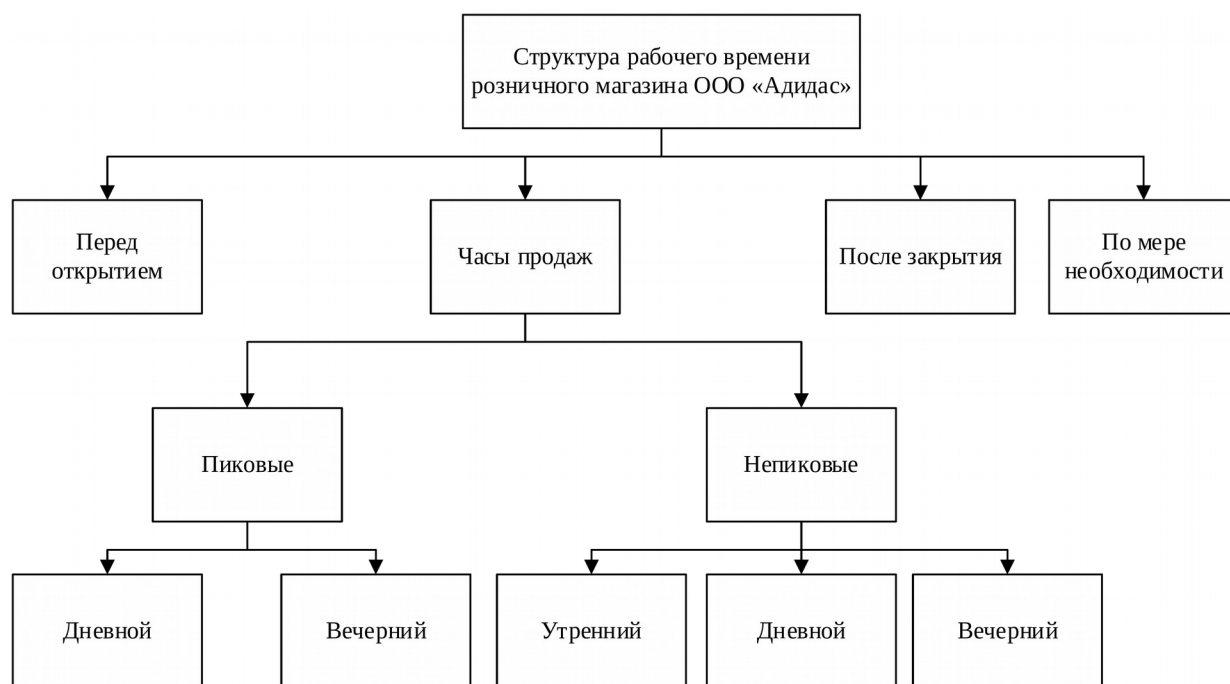 Структура рабочего времени
розничного магазина ООО «Адидас»
Перед
открытием
Часы продаж
После закрытия
По мере
необходимости
Пиковые
Непиковые
Дневной
Вечерний
Утренний
Дневной
Вечерний